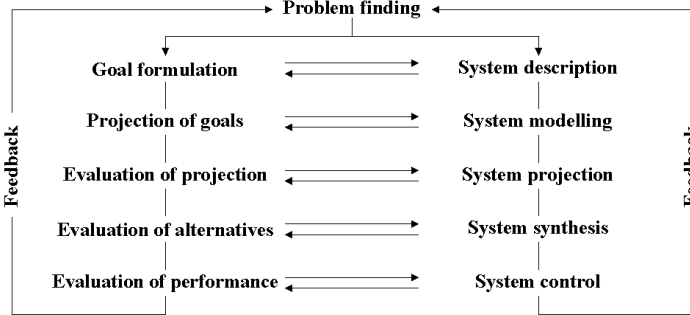 Problem finding
Goal formulation
System description
Projection of goals
System modelling
Evaluation of projection
System projection
Evaluation of alternatives
System synthesis
Evaluation of performance
System control
Feedback
Feedback